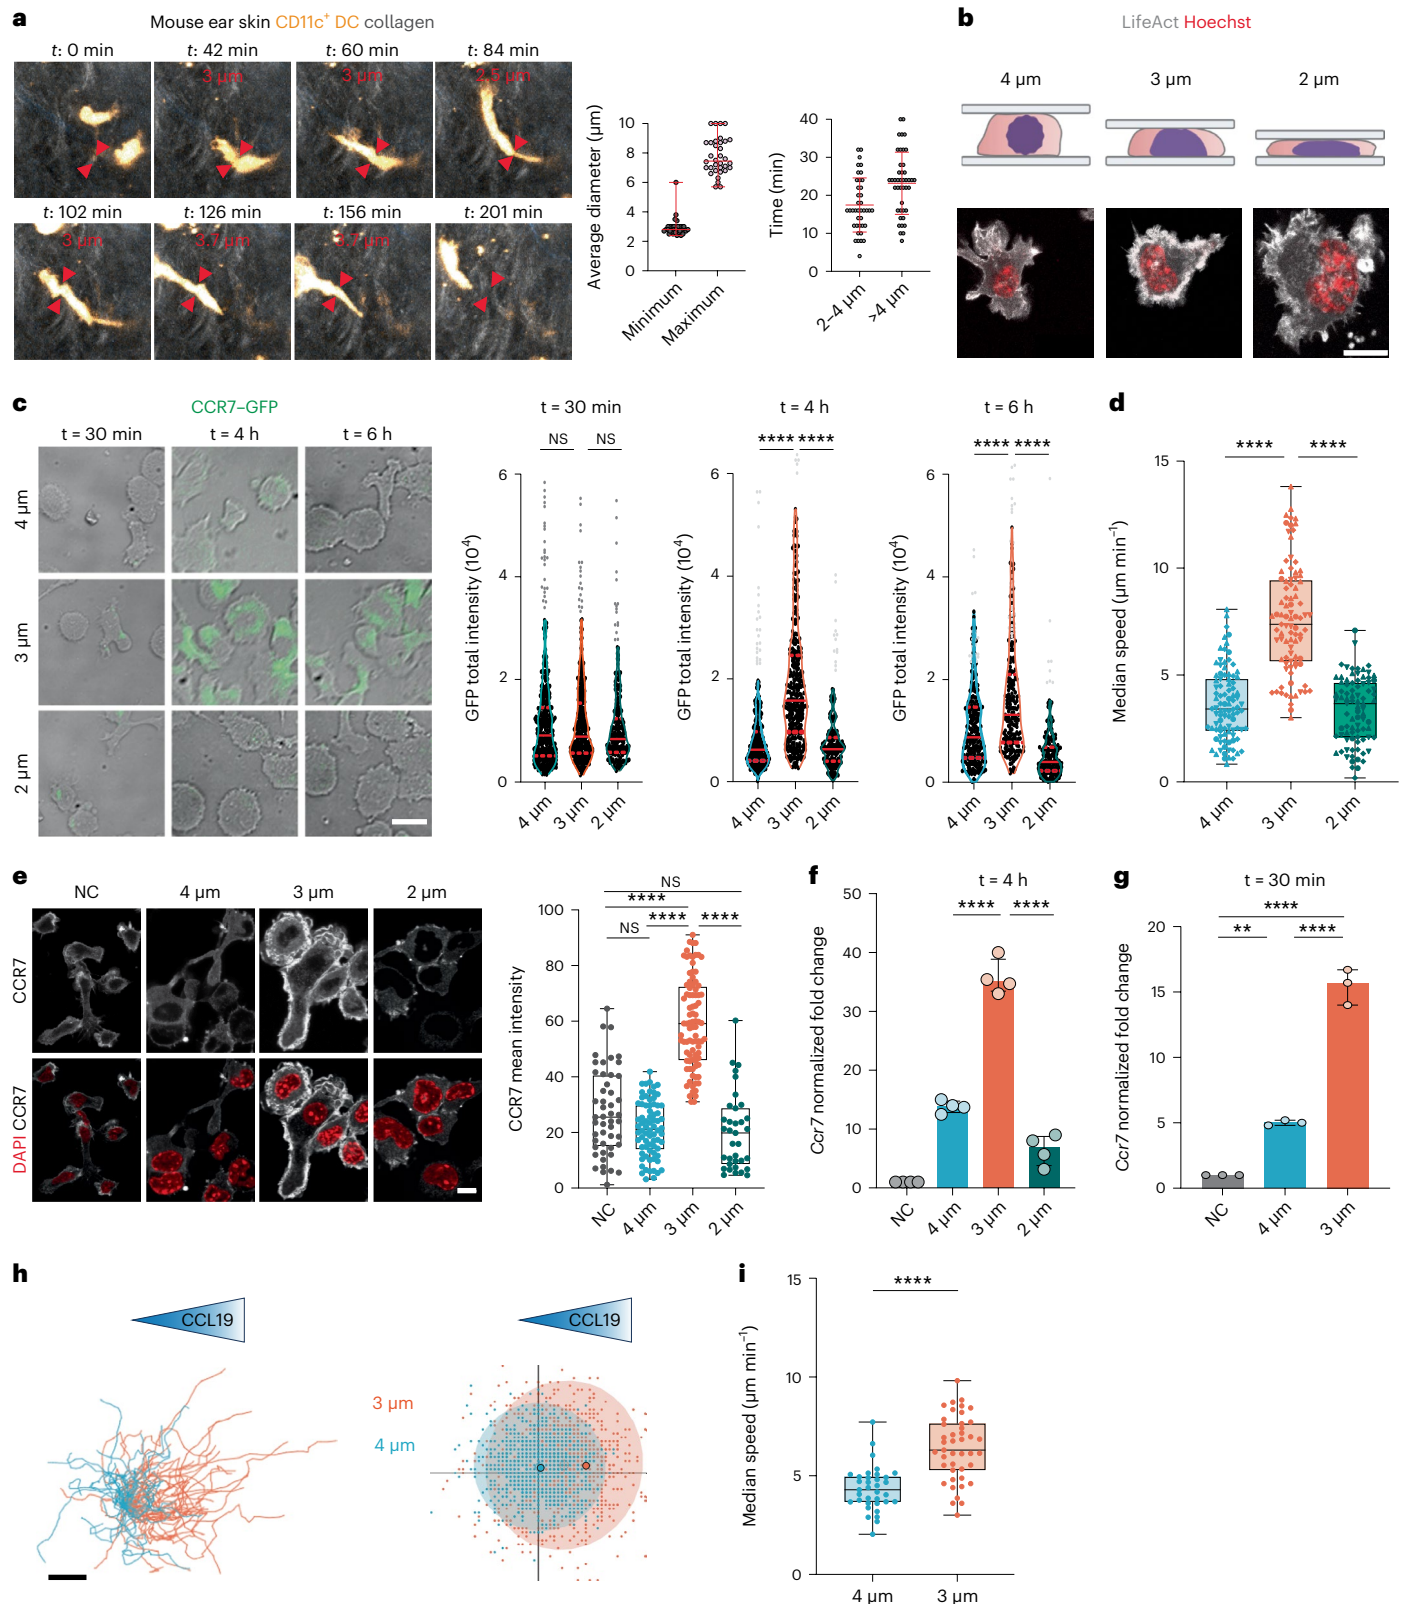 a
Mouse ear skin CD11c+ DC collagen
t: 0 min
t: 42 min
t: 60 min
t: 84 min
3 µm
3 µm
2.5 µm
t: 102 min
t: 126 min
t: 156 min
t: 201 min
3 µm
3.7 µm
3.7 µm
Average diameter (µm)
10
8
6
4
2
0
Minimum
Maximum
Time (min)
40
30
20
10
0
2–4 µm
>4 µm
b
LifeAct Hoechst
4 µm
3 µm
2 µm
c
CCR7–GFP
t = 30 min
t = 4 h
t = 6 h
4 µm
3 µm
2 µm
t = 30 min
NS
NS
GFP total intensity (10⁴)
6
4
2
0
4 µm
3 µm
2 µm
t = 4 h
****
****
GFP total intensity (10⁴)
6
4
2
0
4 µm
3 µm
2 µm
t = 6 h
****
****
GFP total intensity (10⁴)
6
4
2
0
4 µm
3 µm
2 µm
d
****
****
Median speed (µm min⁻¹)
15
10
5
0
4 µm
3 µm
2 µm
e
NC
4 µm
3 µm
2 µm
CCR7
DAPI CCR7
NS
****
NS
****
****
CCR7 mean intensity
100
80
60
40
20
0
NC
4 µm
3 µm
2 µm
f
t = 4 h
****
****
Ccr7 normalized fold change
50
40
30
20
10
0
NC
4 µm
3 µm
2 µm
g
t = 30 min
****
**
****
Ccr7 normalized fold change
20
15
10
5
0
NC
4 µm
3 µm
h
CCL19
CCL19
3 µm
4 µm
i
****
Median speed (µm min⁻¹)
15
10
5
0
4 µm
3 µm